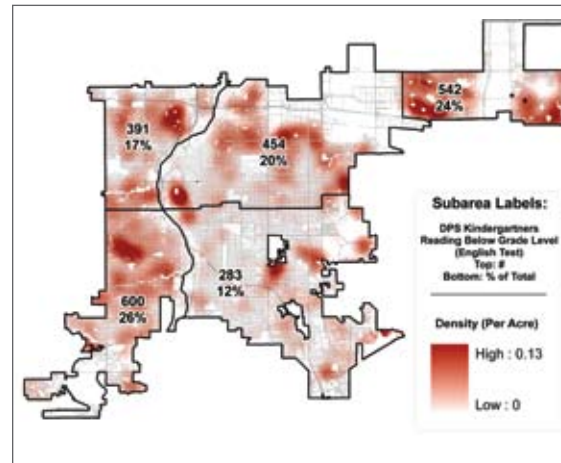 542
24%
391
17%
454
20%
283
12%
600
26%
Subarea Labels:
DPS Kindergartners
Reading Below Grade Level
(English Test)
Top: #
Bottom: % of Total
Density (Per Acre)
High : 0.13
Low : 0